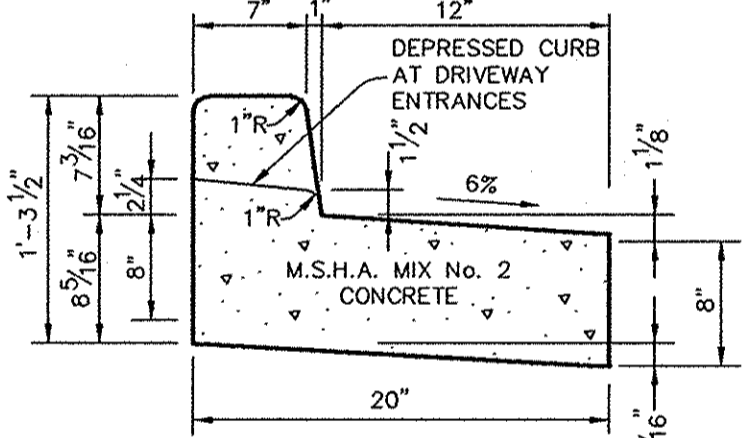 7" 1" 12"
DEPRESSED CURB
AT DRIVEWAY
ENTRANCES
1"R
1 1/2"
1 1/8"
1'-3 1/2"
7 3/16"
2 1/4"
6%
1"R
8 5/16"
8"
M.S.H.A. MIX No. 2
CONCRETE
8"
20"